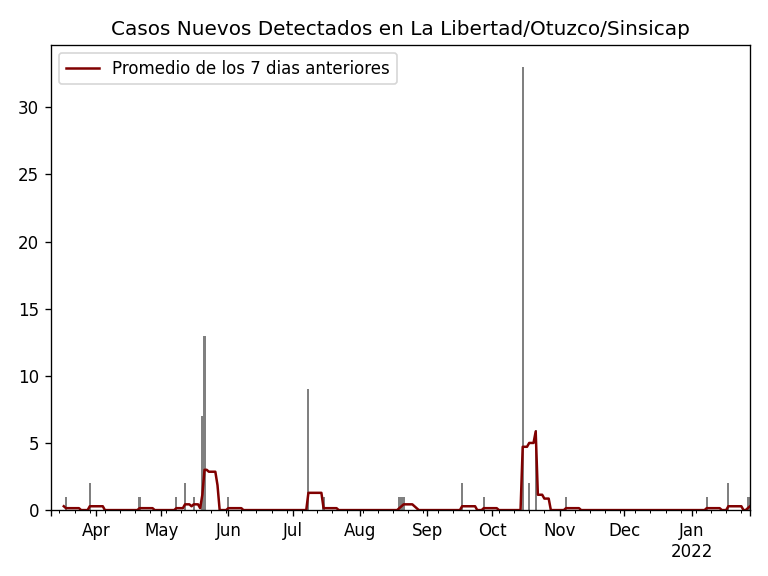 Casos Nuevos Detectados en La Libertad/Otuzco/Sinsicap
Promedio de los 7 dias anteriores
30
25
20
15
10
5
0
Apr May Jun Jul Aug Sep Oct Nov Dec Jan
2022